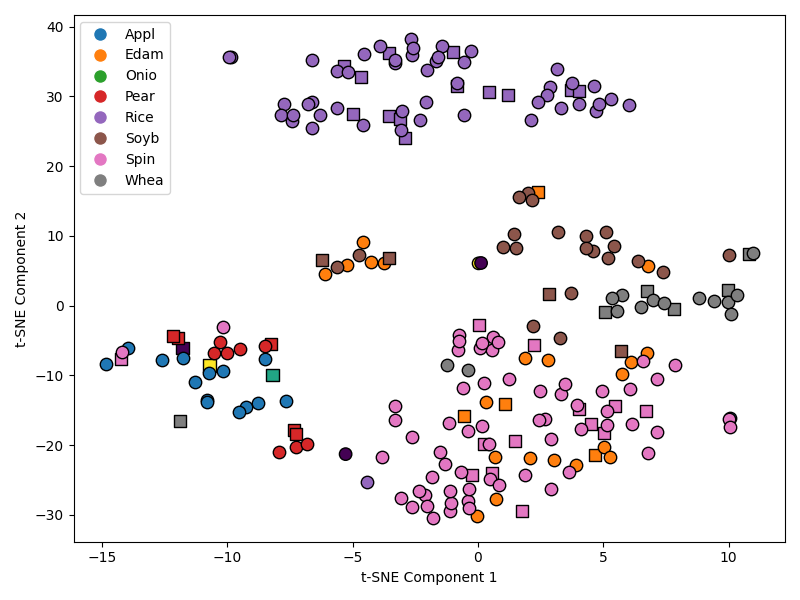 Appl
Edam
Onio
Pear
Rice
Soyb
Spin
Whea
40
30
20
10
0
−10
−20
−30
−15
−10
−5
0
5
10
t-SNE Component 1
t-SNE Component 2